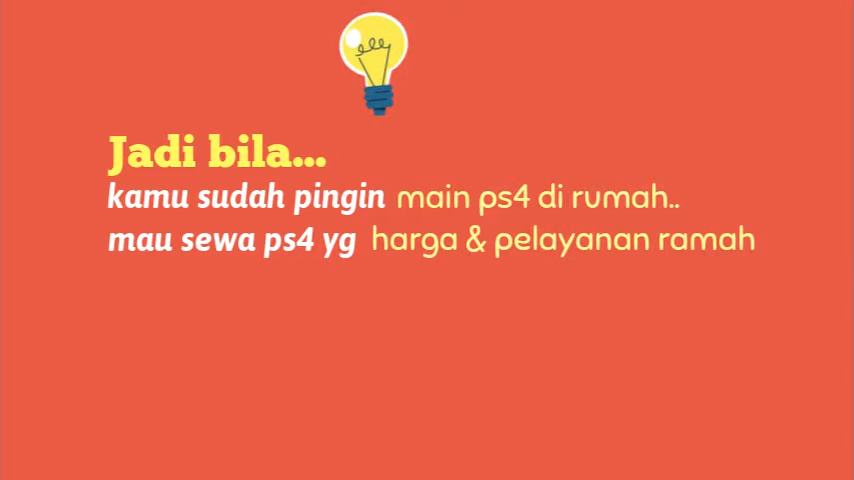 Jadi bila...
kamu sudah pingin main ps4 di rumah..
mau sewa ps4 yg harga & pelayanan ramah